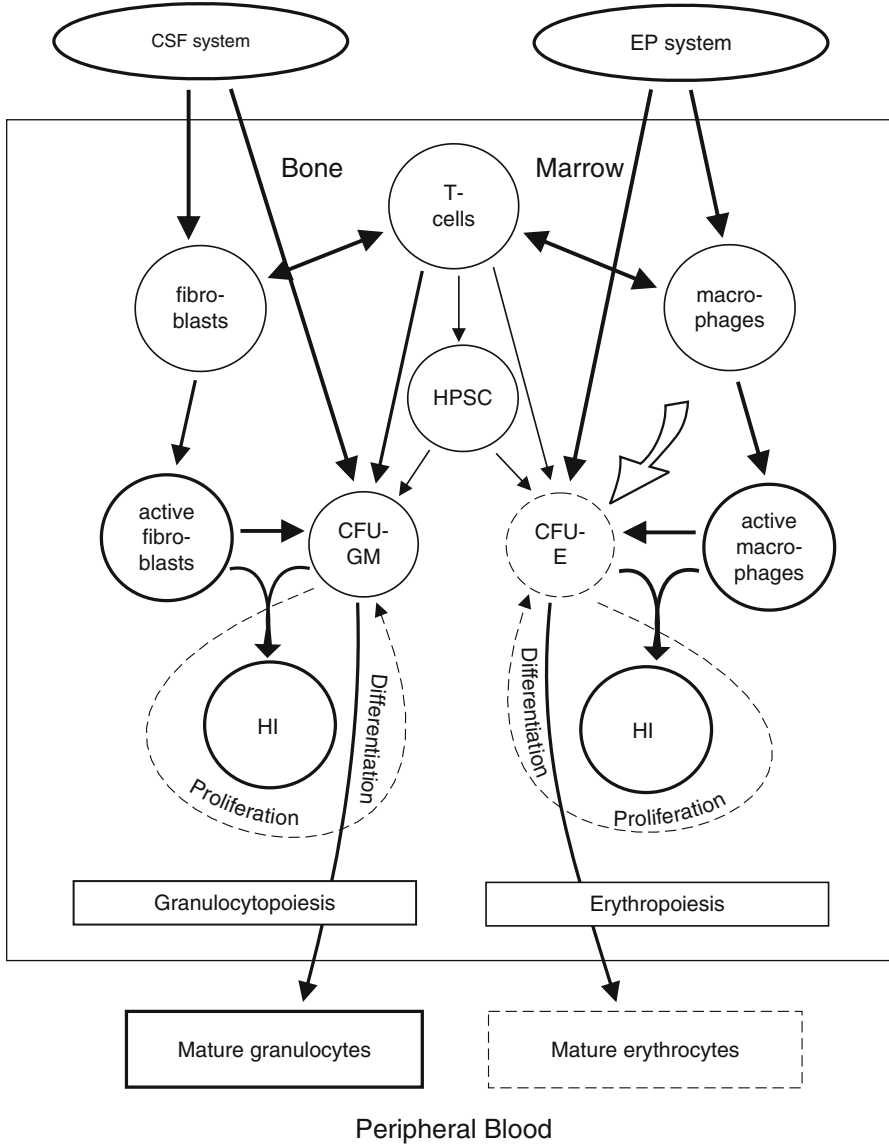 CSF system
EP system
Bone
Marrow
T-
cells
fibro-
blasts
macro-
phages
HPSC
active
fibro-
blasts
CFU-
GM
CFU-
E
active
macro-
phages
HI
Differentiation
Proliferation
Differentiation
HI
Proliferation
Granulocytopoiesis
Erythropoiesis
Mature granulocytes
Mature erythrocytes
Peripheral Blood